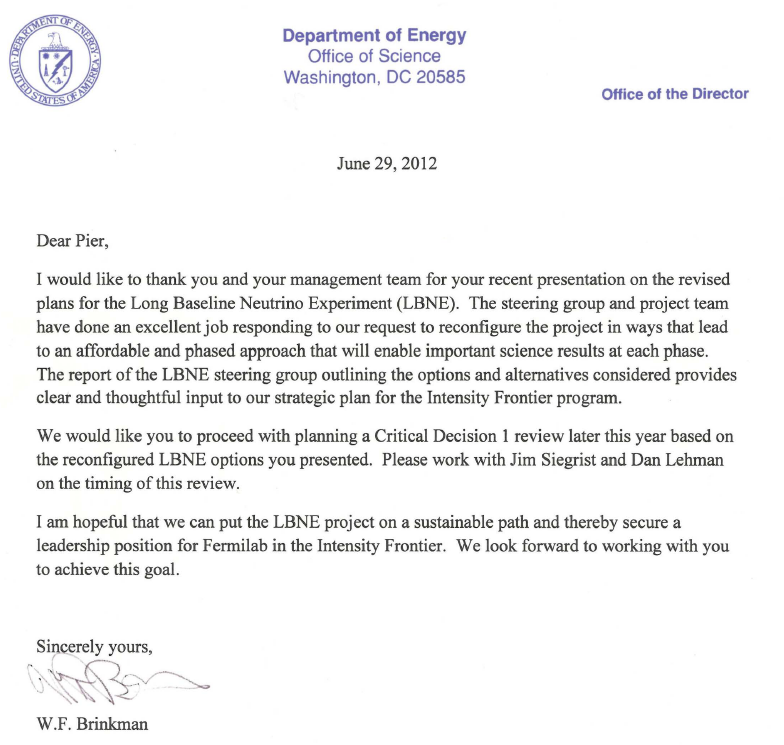 DEPARTMENT OF ENERGY
UNITED STATES OF AMERICA
Department of Energy
Office of Science
Washington, DC 20585
Office of the Director
June 29, 2012
Dear Pier,
I would like to thank you and your management team for your recent presentation on the revised
plans for the Long Baseline Neutrino Experiment (LBNE).  The steering group and project team
have done an excellent job responding to our request to reconfigure the project in ways that lead
to an affordable and phased approach that will enable important science results at each phase.
The report of the LBNE steering group outlining the options and alternatives considered provides
clear and thoughtful input to our strategic plan for the Intensity Frontier program.
We would like you to proceed with planning a Critical Decision 1 review later this year based on
the reconfigured LBNE options you presented.  Please work with Jim Siegrist and Dan Lehman
on the timing of this review.
I am hopeful that we can put the LBNE project on a sustainable path and thereby secure a
leadership position for Fermilab in the Intensity Frontier.  We look forward to working with you
to achieve this goal.
Sincerely yours,
W.F. Brinkman